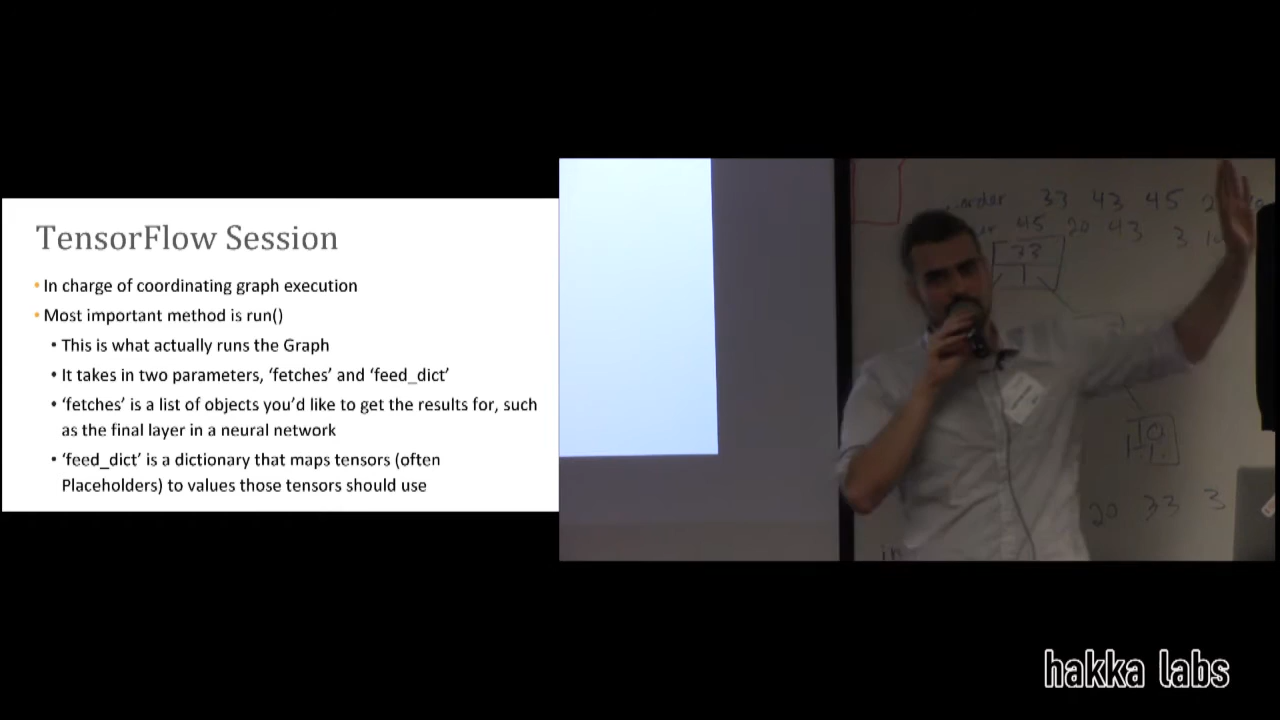 TensorFlow Session
• In charge of coordinating graph execution
• Most important method is run()
• This is what actually runs the Graph
• It takes in two parameters, ‘fetches’ and ‘feed_dict’
• ‘fetches’ is a list of objects you’d like to get the results for, such
as the final layer in a neural network
• ‘feed_dict’ is a dictionary that maps tensors (often
Placeholders) to values those tensors should use
33 43 45
45 20 43 3
33
10
20 33 3
in
hakka labs